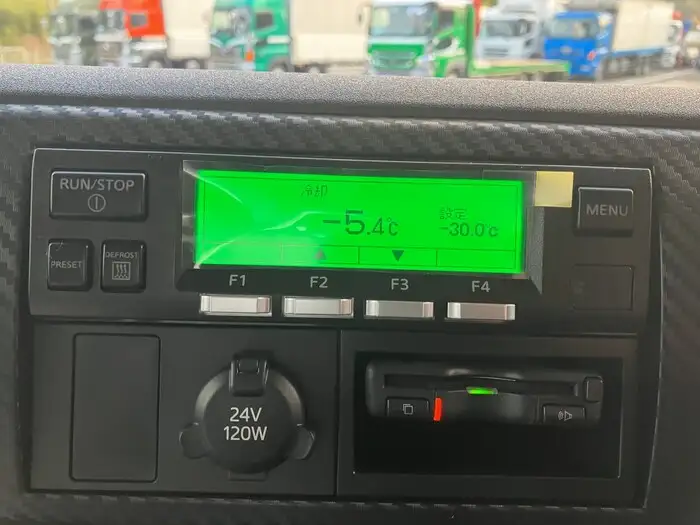 RUN/STOP
冷却
-5.4℃
設定
-30.0℃
MENU
PRESET
DEFROST
▲
▼
F1
F2
F3
F4
24V
120W